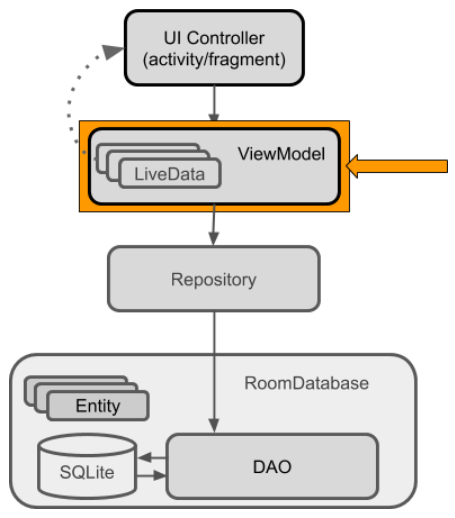 UI Controller
(activity/fragment)
ViewModel
LiveData
Repository
RoomDatabase
Entity
SQLite
DAO